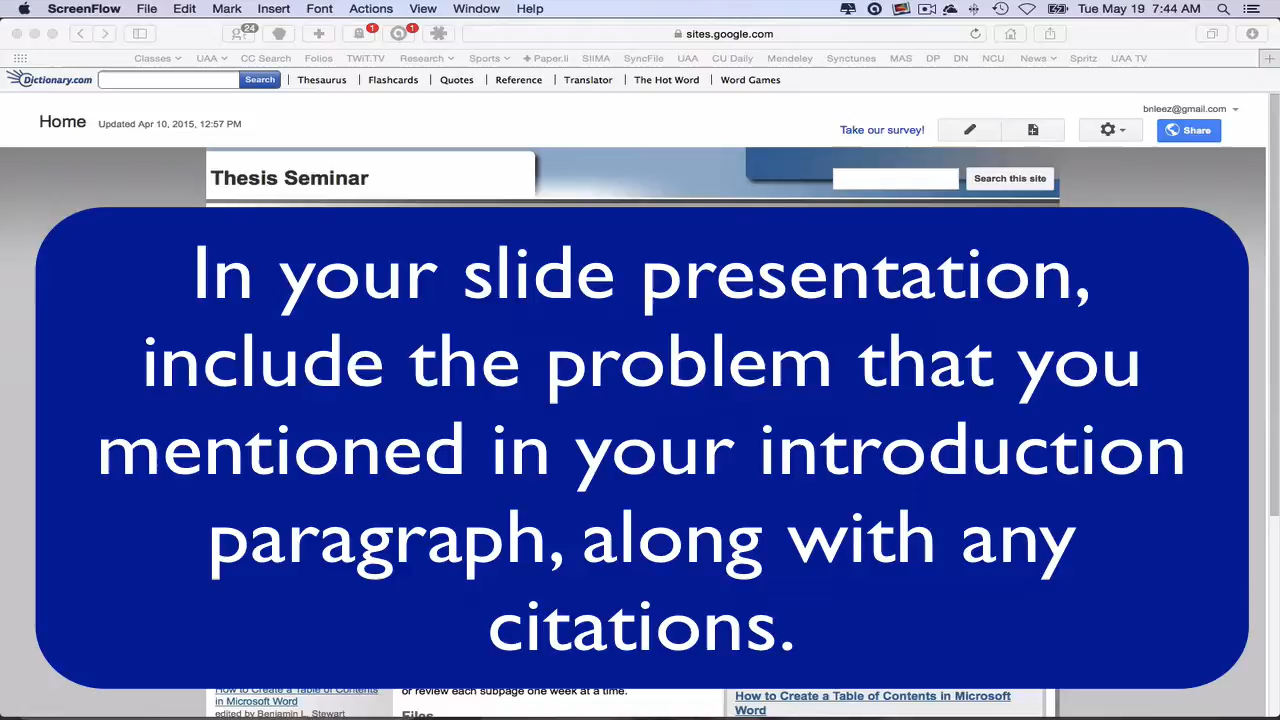 ScreenFlow File Edit Mark Insert Font Actions View Window Help Tue May 19 7:44 AM
24 1 1 sites.google.com
Classes UAA CC Search Folios TWiT.TV Research Sports + Paper.li SIIMA SyncFile UAA CU Daily Mendeley Synctunes MAS DP DN NCU News Spritz UAA TV
Dictionary.com Search Thesaurus Flashcards Quotes Reference Translator The Hot Word Word Games
bnleez@gmail.com
Home Updated Apr 10, 2015, 12:57 PM Take our survey! Share
Thesis Seminar Search this site
In your slide presentation,
include the problem that you
mentioned in your introduction
paragraph, along with any
citations.
How to Create a Table of Contents
in Microsoft Word
edited by Benjamin L. Stewart
or review each subpage one week at a time.
Files
How to Create a Table of Contents in Microsoft
Word